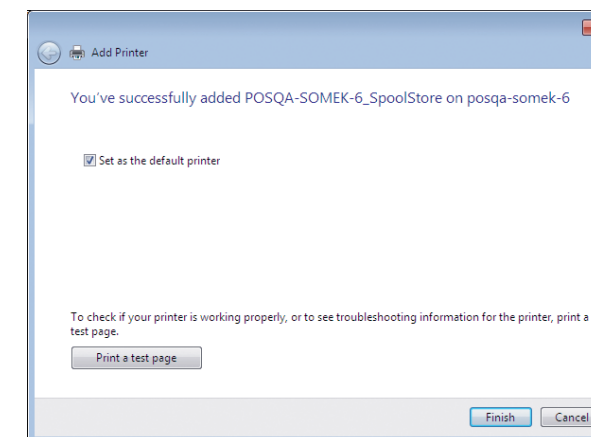 Add Printer
You've successfully added POSQA-SOMEK-6_SpoolStore on posqa-somek-6
Set as the default printer
To check if your printer is working properly, or to see troubleshooting information for the printer, print a
test page.
Print a test page
Finish
Cancel